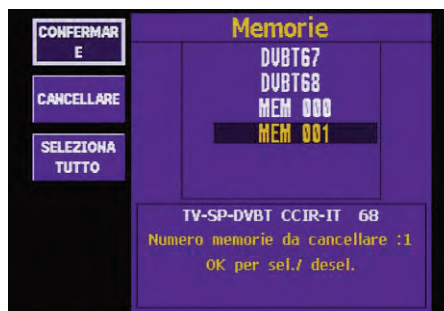 CONFERMAR
E
CANCELLARE
SELEZIONA
TUTTO
Memorie
DVBT67
DVBT68
MEM 000
MEM 001
TV-SP-DVBT CCIR-IT 68
Numero memorie da cancellare :1
OK per sel./ desel.